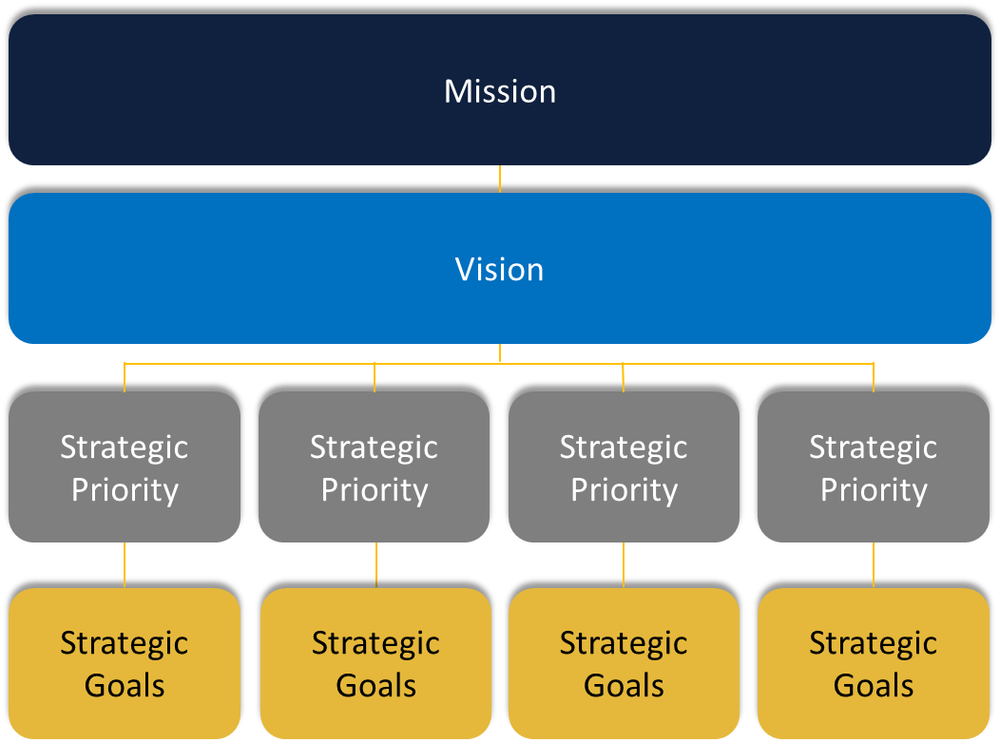 Mission
Vision
Strategic
Priority
Strategic
Priority
Strategic
Priority
Strategic
Priority
Strategic
Goals
Strategic
Goals
Strategic
Goals
Strategic
Goals